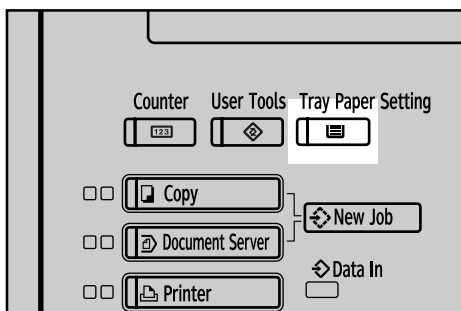 Counter User Tools Tray Paper Setting
123
Copy
New Job
Document Server
Data In
Printer